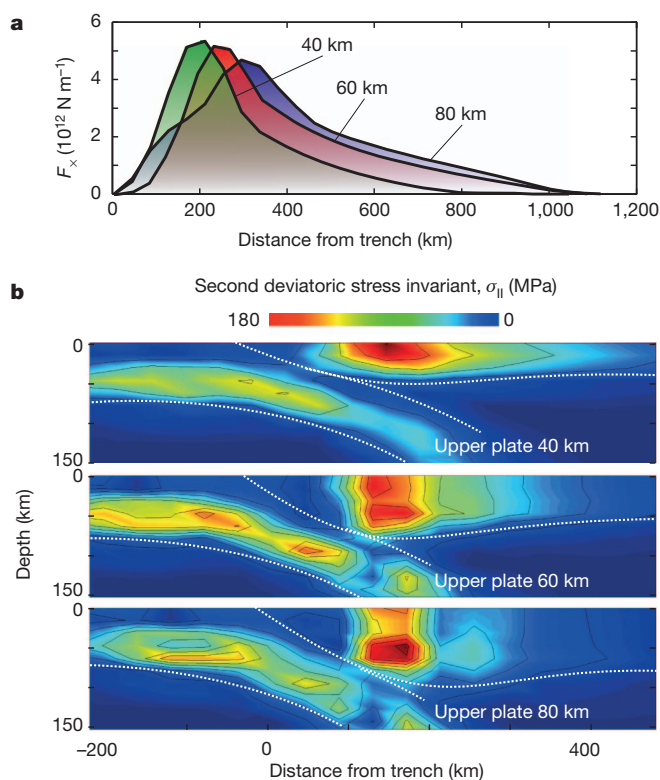 a
6
4
2
0
Fx (10¹² N m⁻¹)
40 km
60 km
80 km
0 200 400 600 800 1,000 1,200
Distance from trench (km)
b
Second deviatoric stress invariant, σII (MPa)
180 0
0
150
Upper plate 40 km
0
150
Upper plate 60 km
0
150
Upper plate 80 km
Depth (km)
−200 0 400
Distance from trench (km)